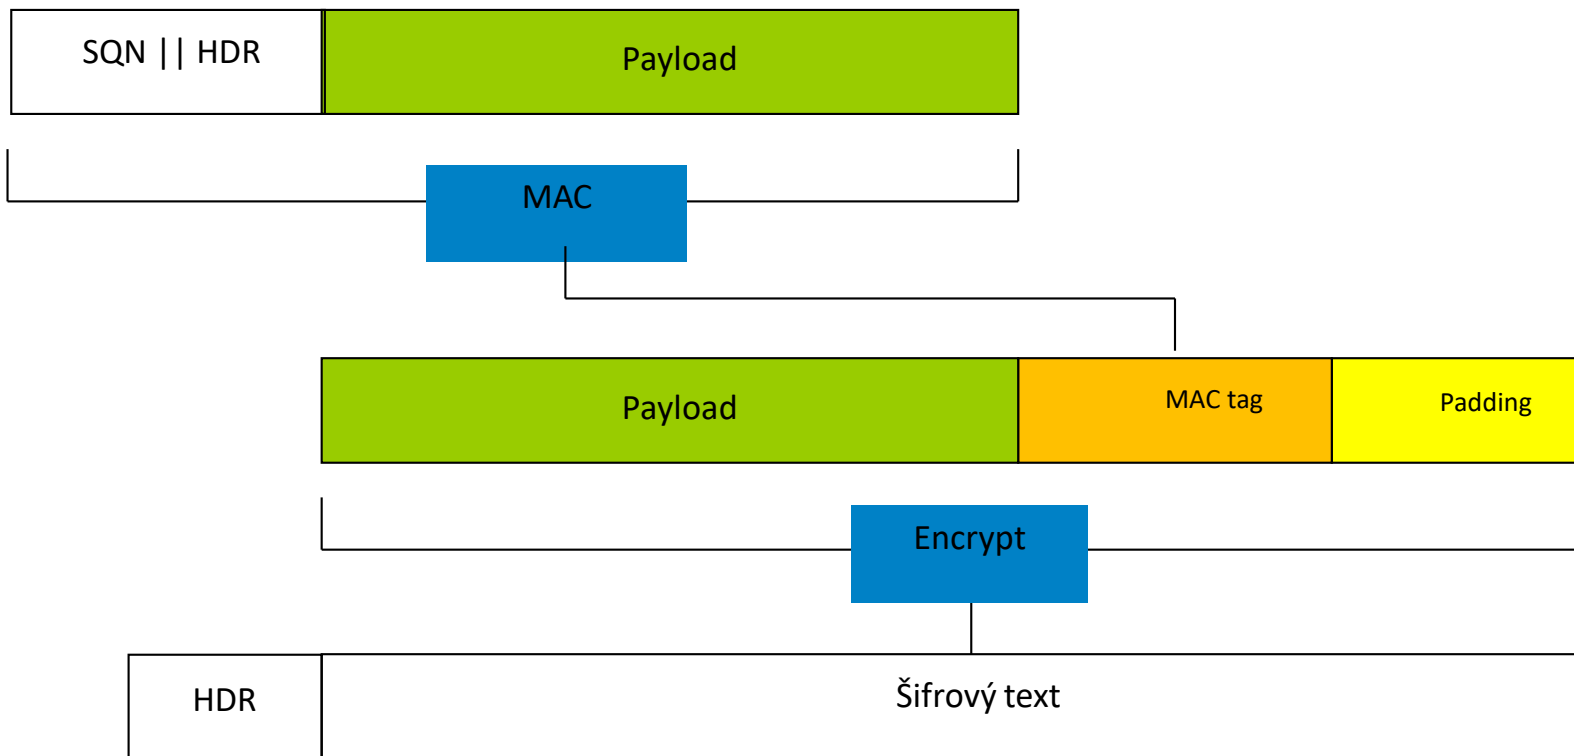 SQN || HDR
Payload
MAC
Payload
MAC tag
Padding
Encrypt
HDR
Šifrový text